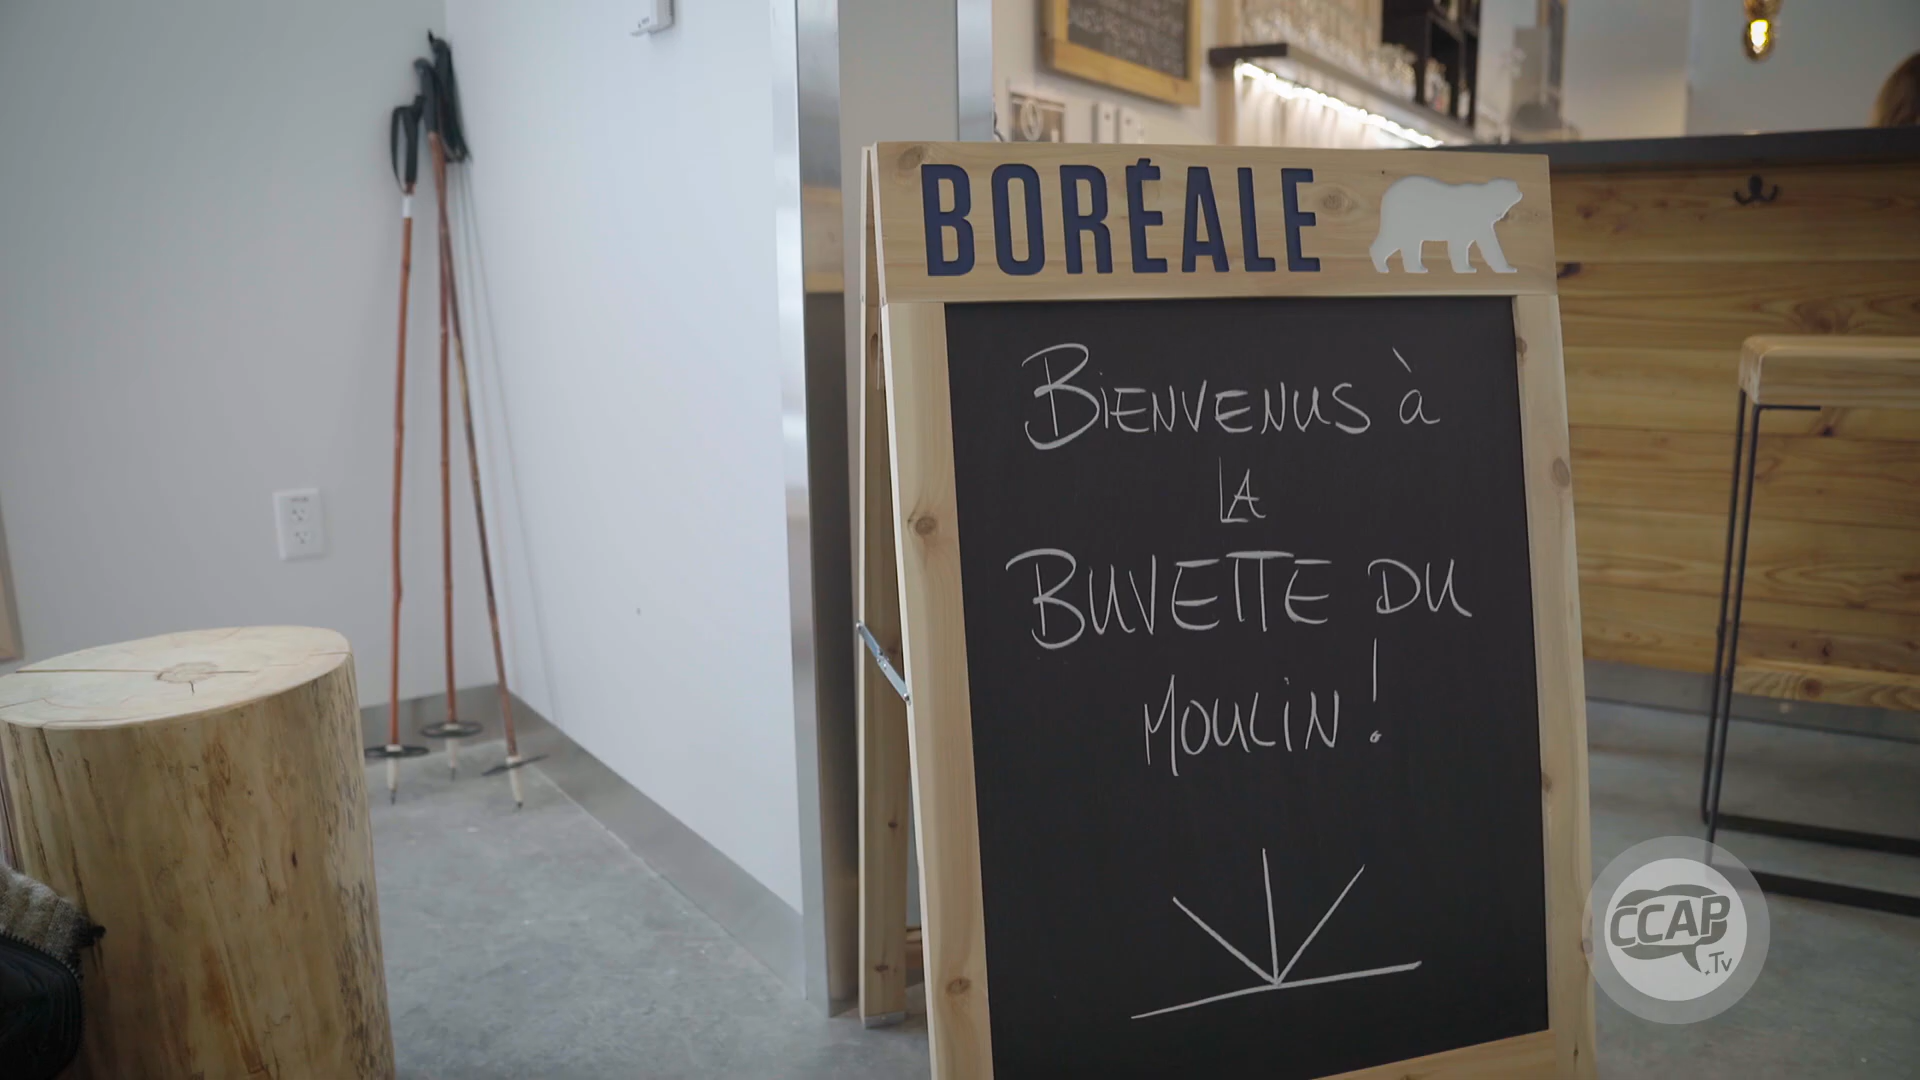 BORÉALE
BIENVENUS à
LA
BUVETTE DU
MOULIN !
CCAP
.Tv